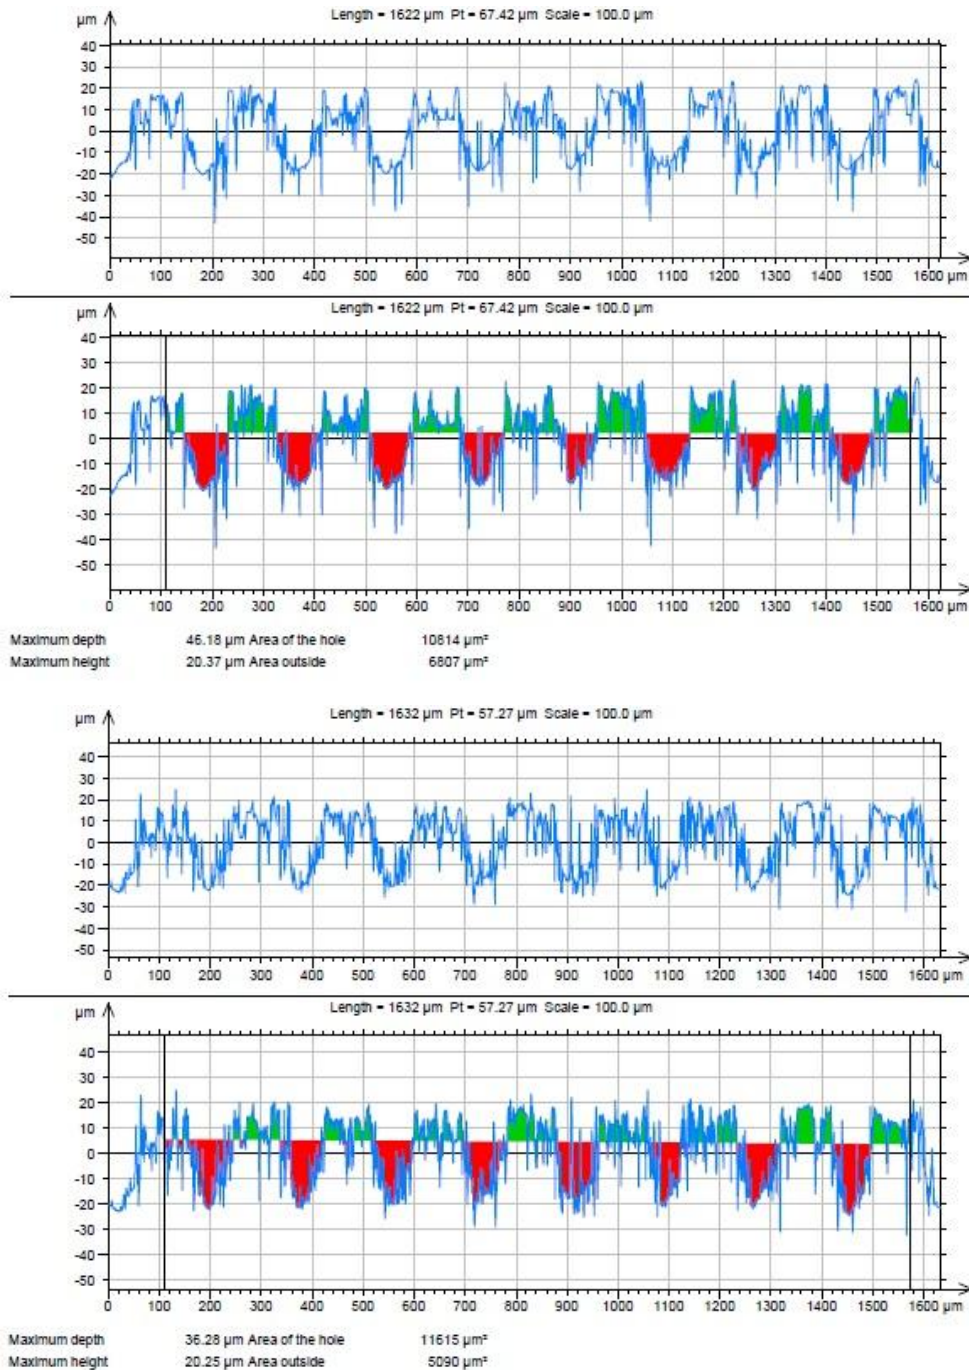 Length = 1622 µm Pt = 67.42 µm Scale = 100.0 µm
µm
40
30
20
10
0
-10
-20
-30
-40
-50
0 100 200 300 400 500 600 700 800 900 1000 1100 1200 1300 1400 1500 1600 µm
Length = 1622 µm Pt = 67.42 µm Scale = 100.0 µm
µm
40
30
20
10
0
-10
-20
-30
-40
-50
0 100 200 300 400 500 600 700 800 900 1000 1100 1200 1300 1400 1500 1600 µm
Maximum depth 46.18 µm Area of the hole 10814 µm²
Maximum height 20.37 µm Area outside 6807 µm²
Length = 1632 µm Pt = 57.27 µm Scale = 100.0 µm
µm
40
30
20
10
0
-10
-20
-30
-40
-50
0 100 200 300 400 500 600 700 800 900 1000 1100 1200 1300 1400 1500 1600 µm
Length = 1632 µm Pt = 57.27 µm Scale = 100.0 µm
µm
40
30
20
10
0
-10
-20
-30
-40
-50
0 100 200 300 400 500 600 700 800 900 1000 1100 1200 1300 1400 1500 1600 µm
Maximum depth 36.28 µm Area of the hole 11615 µm²
Maximum height 20.25 µm Area outside 5090 µm²